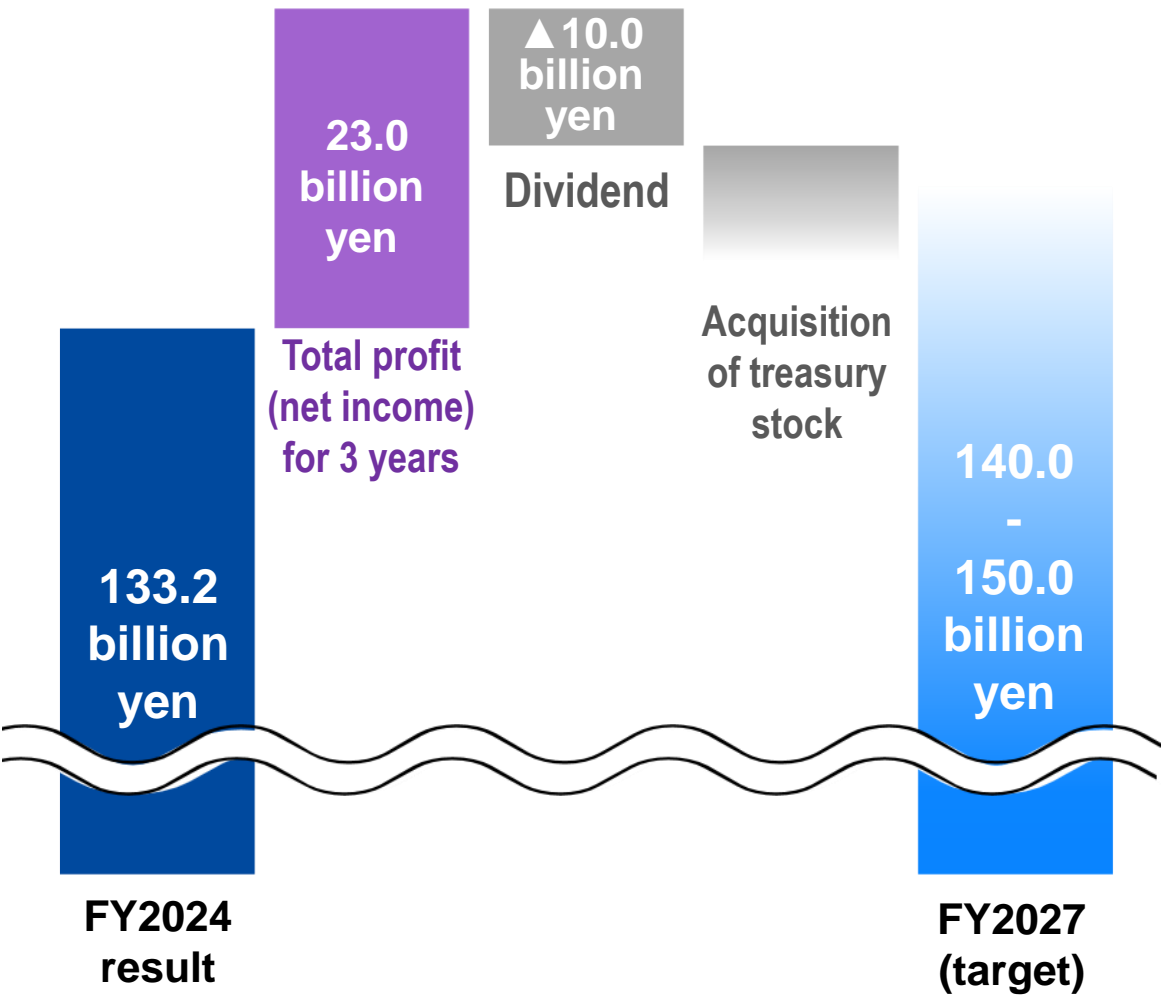 ▲10.0
billion
yen
23.0
billion
yen
Dividend
Total profit
(net income)
for 3 years
Acquisition
of treasury
stock
133.2
billion
yen
140.0
-
150.0
billion
yen
FY2024
result
FY2027
(target)